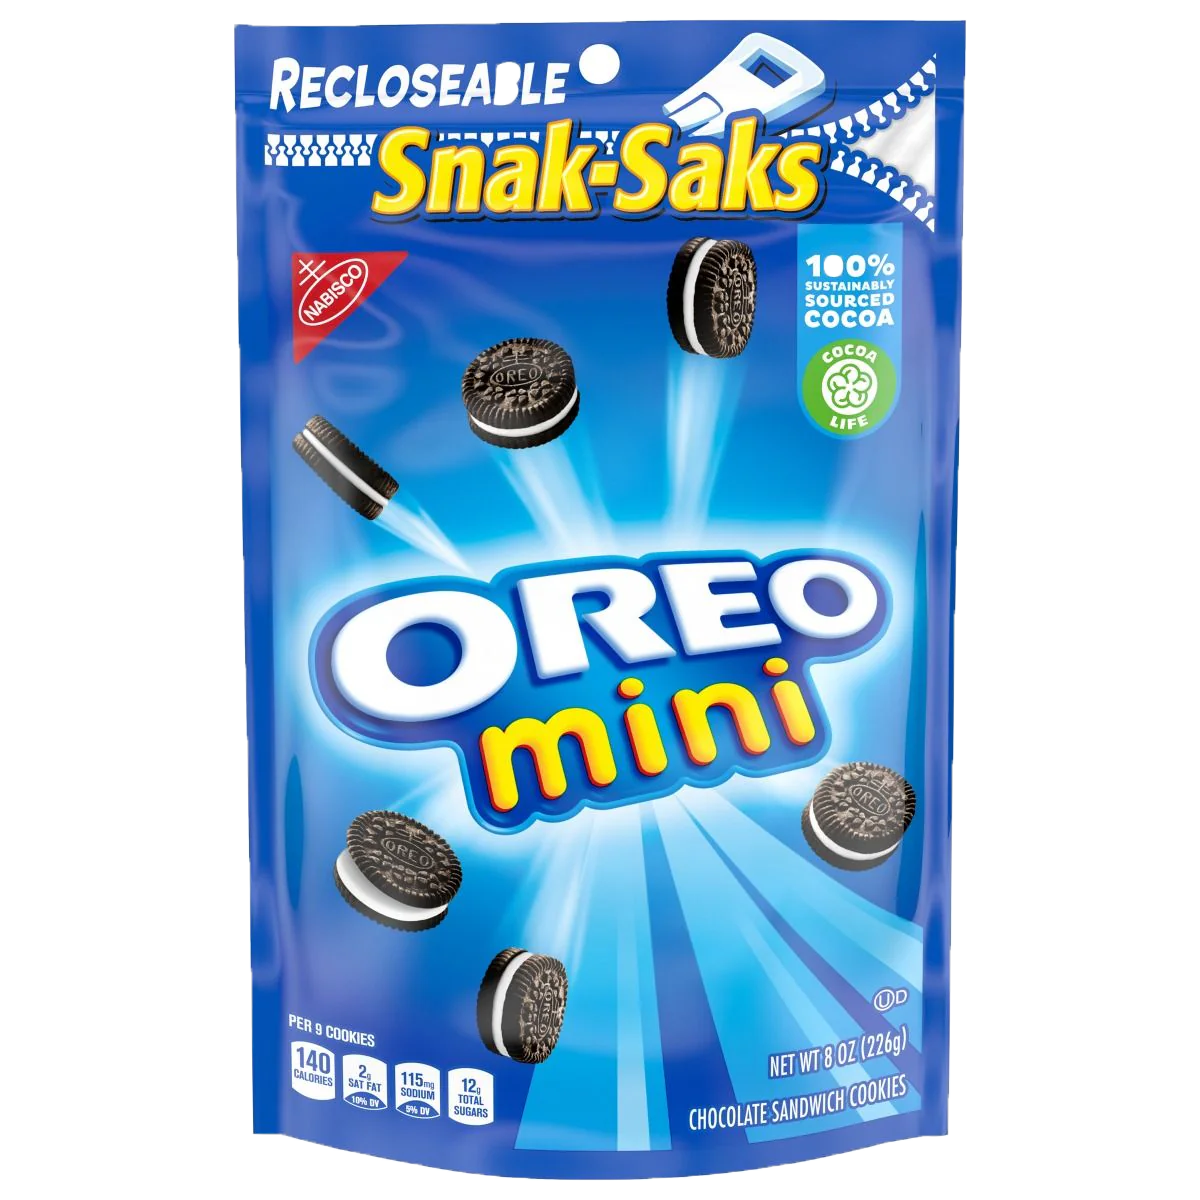 RECLOSEABLE
Snak-Saks
NABISCO
100%
SUSTAINABLY
SOURCED
COCOA
COCOA
LIFE
OREO
OREO
OREO
mini
OREO
OREO
UD
PER 9 COOKIES
140
CALORIES
2g
SAT FAT
10% DV
115mg
SODIUM
5% DV
12g
TOTAL
SUGARS
NET WT 8 OZ (226g)
CHOCOLATE SANDWICH COOKIES